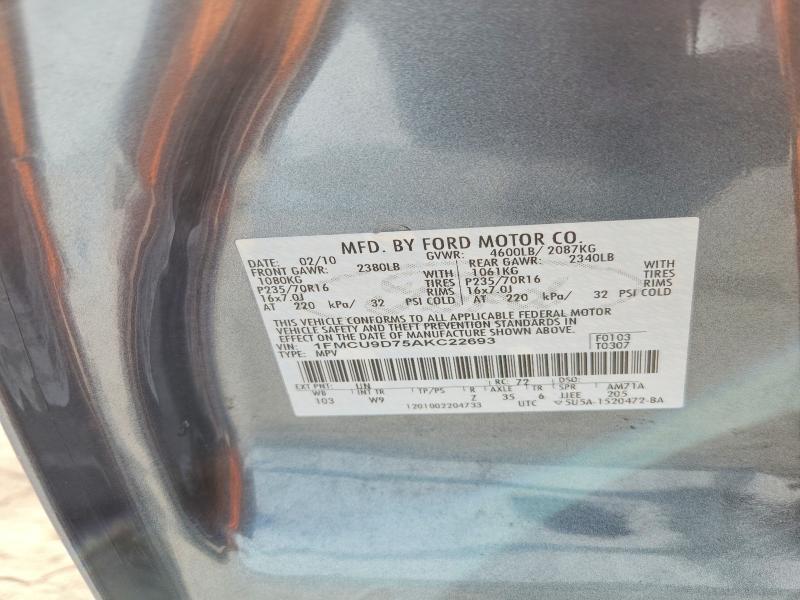 MFD. BY FORD MOTOR CO.
DATE: 02/10 GVWR: 4600LB/ 2087KG
FRONT GAWR: 2380LB REAR GAWR: 2340LB
1080KG WITH 1061KG WITH
P235/70R16 TIRES P235/70R16 TIRES
16x7.0J RIMS 16x7.0J RIMS
AT 220 kPa/ 32 PSI COLD AT 220 kPa/ 32 PSI COLD
THIS VEHICLE CONFORMS TO ALL APPLICABLE FEDERAL MOTOR
VEHICLE SAFETY AND THEFT PREVENTION STANDARDS IN
EFFECT ON THE DATE OF MANUFACTURE SHOWN ABOVE.
VIN: 1FMCU9D75AKC22693 F0103
TYPE: MPV T0307
EXT PNT: UN RC: 72 DSO:
WB INT TR TP/PS R AXLE TR SPR AM71A
103 W9 Z 35 6 JJEE 205
1201002204733 UTC 5U5A-1520472-BA